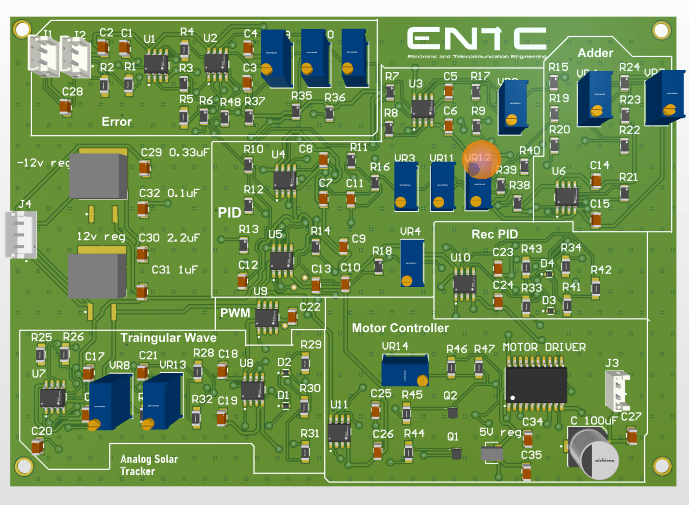 J1 J2 C2 C1 U1 R4 U2 C4
ENTC
Electronic and Telecommunication Engineering
Adder
R2 R1 R3 C3
C28 R5 R6 R48 R37 R35 R36
Error
R7 U3 C5 R17
R8 C6 R9
R15 R24
R19 R23
R20 R22
-12v reg
C29 0.33uF
C32 0.1uF
R10 U4 C8 R11
R12 C7 C11 R16
VR3 VR11 VR12
R40
R39
R38
U6 C14 R21
C15
J4
PID
12v reg
C30 2.2uF
C31 1uF
R13 U5 R14 C9
C12 C13 C10 R18 VR4
Rec PID
U10 C23 R43 D4 R34
C24 R33 D3 R41 R42
U9
PWM
C22
Traingular Wave
Motor Controller
R25 R26 R29
U7 C17 VR8 C21 VR13 R28 C18 U8 D2
R32 C19 D1 R30
C20 R31
VR14 R46 R47 MOTOR DRIVER J3
U11 C25 R45 Q2
C26 R44 Q1 5V reg C34 C 100uF C27
C35
Analog Solar
Tracker